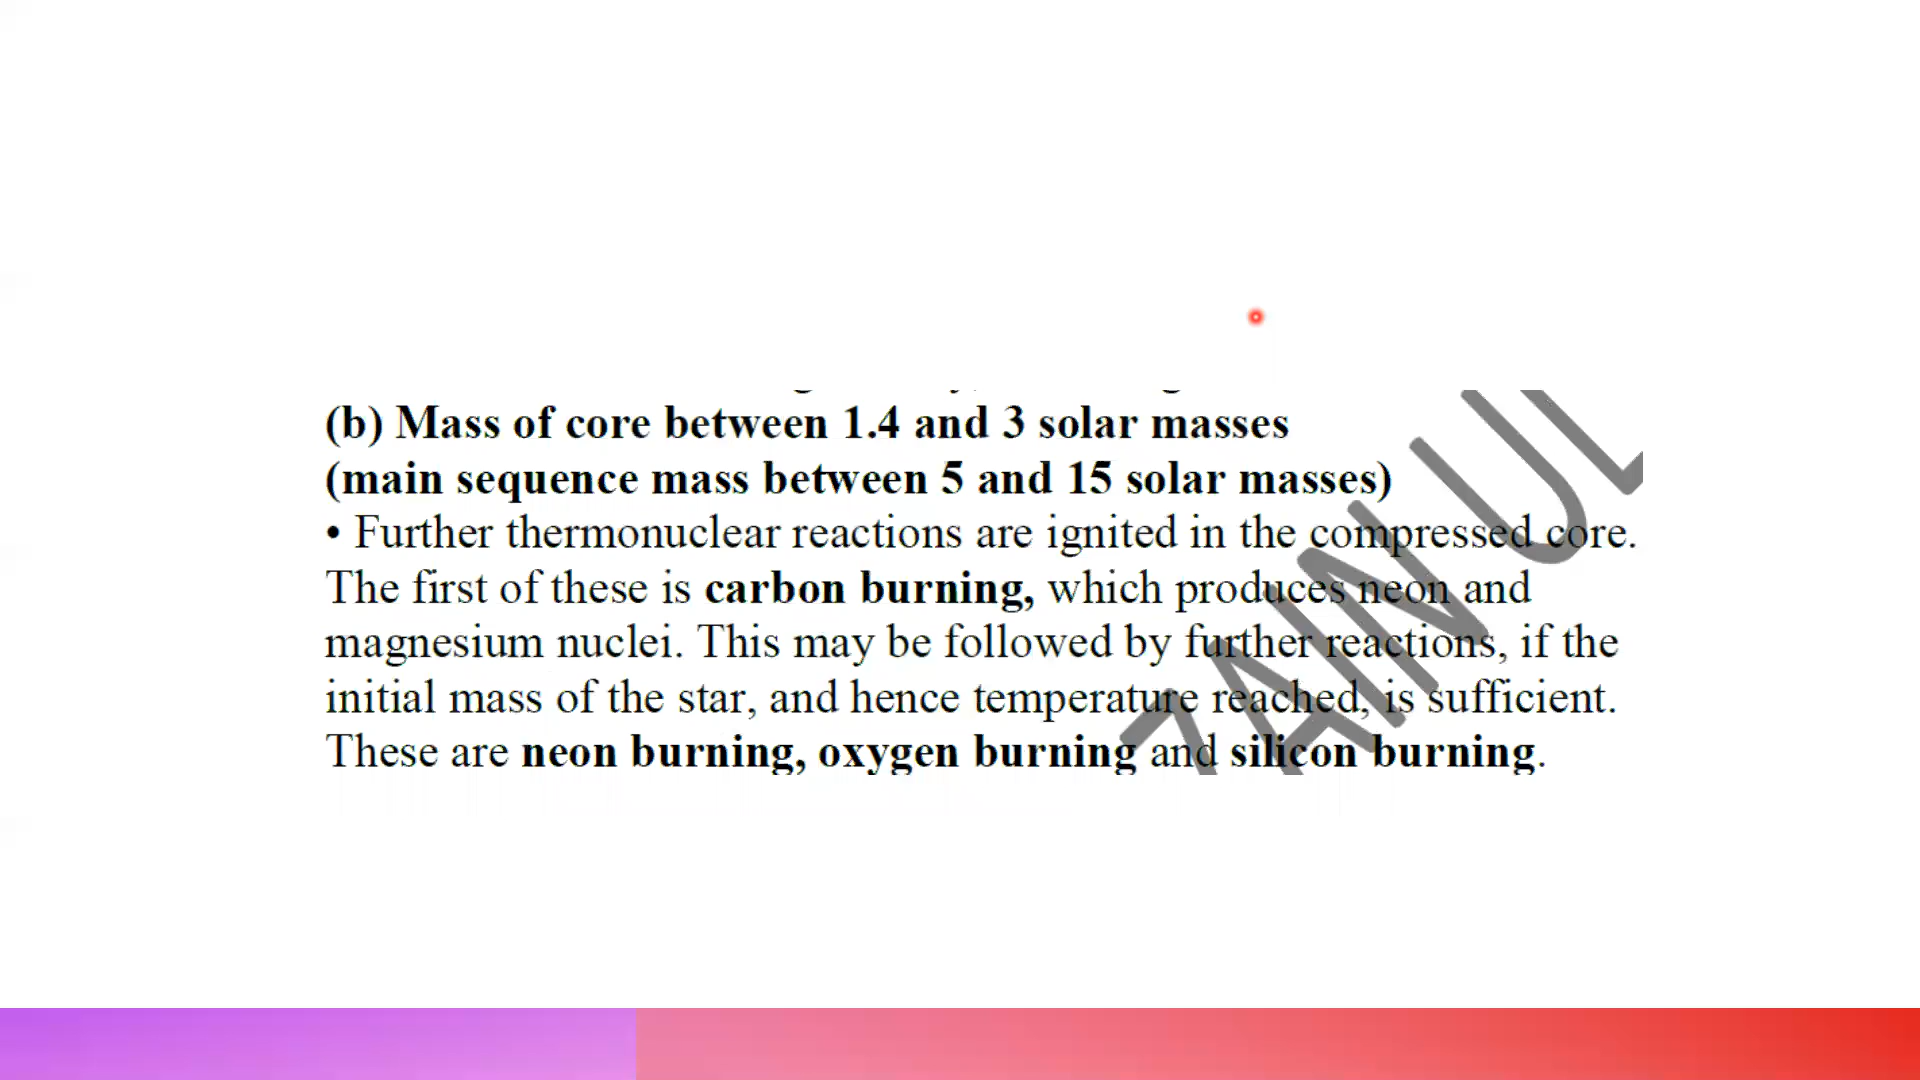 (b) Mass of core between 1.4 and 3 solar masses
(main sequence mass between 5 and 15 solar masses)
• Further thermonuclear reactions are ignited in the compressed core.
The first of these is carbon burning, which produces neon and
magnesium nuclei. This may be followed by further reactions, if the
initial mass of the star, and hence temperature reached, is sufficient.
These are neon burning, oxygen burning and silicon burning.
ZAIN UL